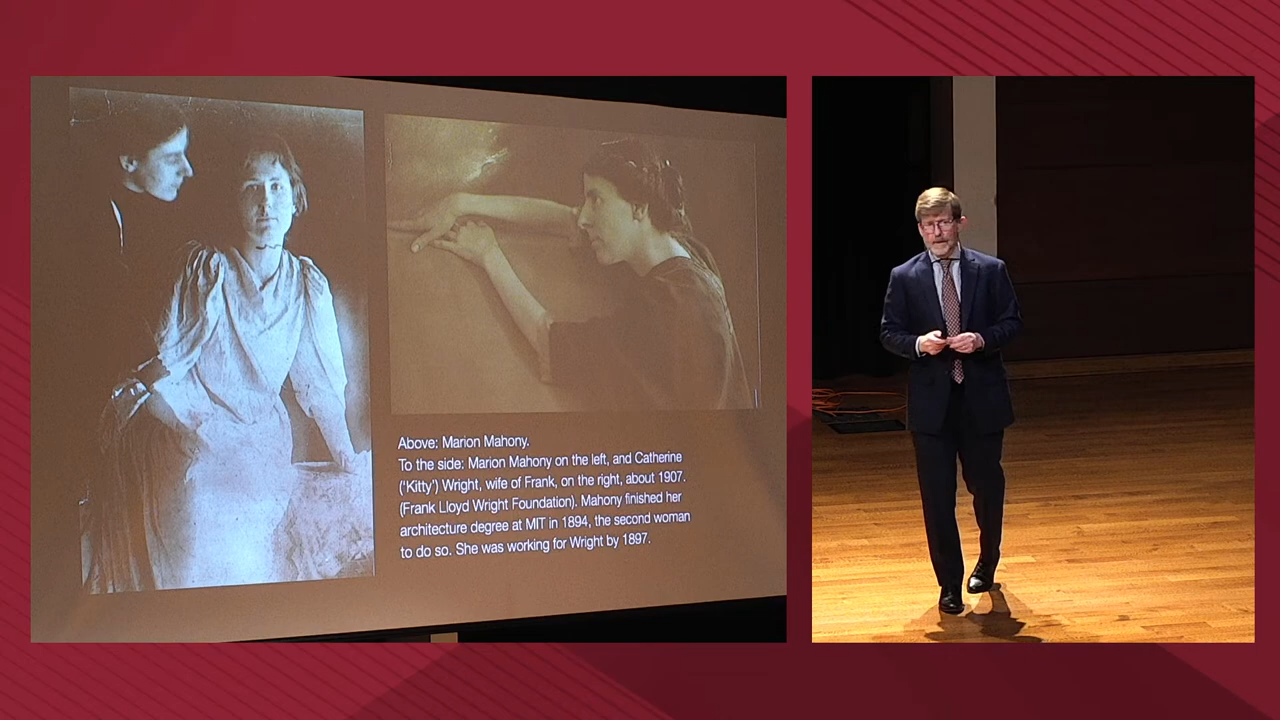 Above: Marion Mahony.
To the side: Marion Mahony on the left, and Catherine
(‘Kitty’) Wright, wife of Frank, on the right, about 1907.
(Frank Lloyd Wright Foundation). Mahony finished her
architecture degree at MIT in 1894, the second woman
to do so. She was working for Wright by 1897.